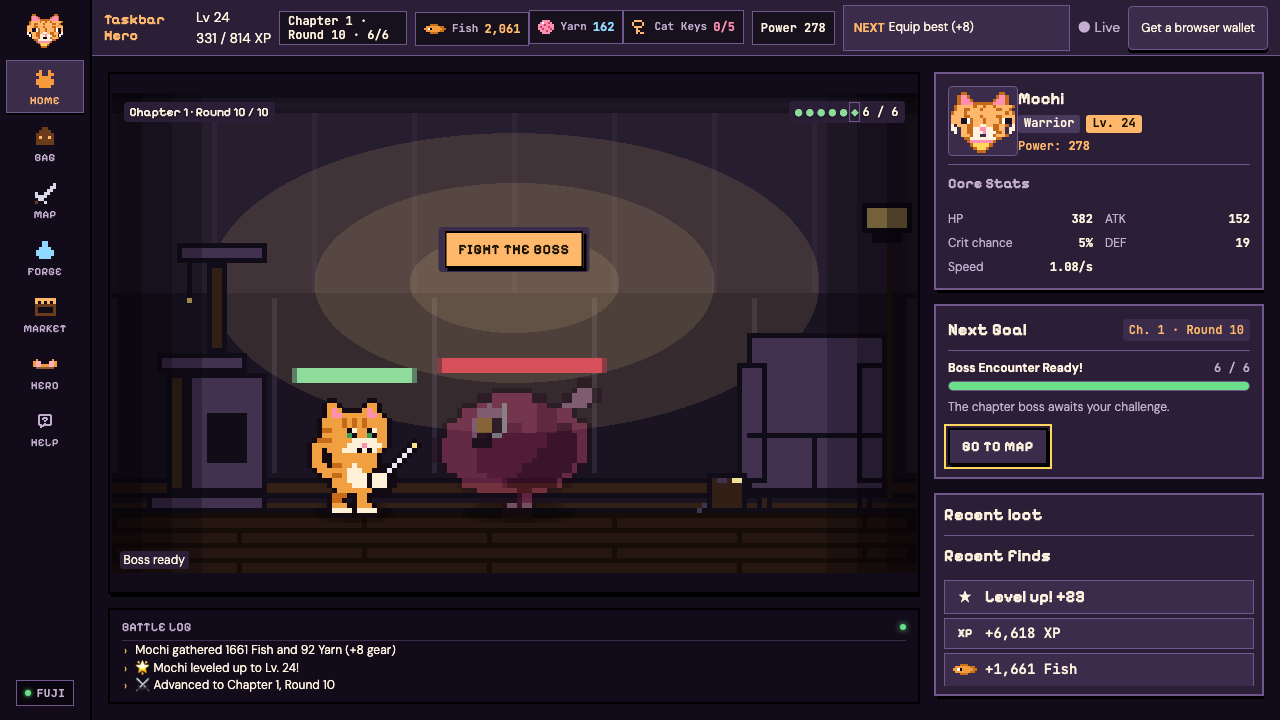 Taskbar
Hero
Lv 24
331 / 814 XP
Chapter 1 ·
Round 10 · 6/6
Fish 2,061
Yarn 162
Cat Keys 0/5
Power 278
NEXT Equip best (+8)
Live
Get a browser wallet
HOME
BAG
MAP
FORGE
MARKET
HERO
HELP
FUJI
Chapter 1 · Round 10 / 10
6 / 6
FIGHT THE BOSS
Boss ready
BATTLE LOG
› Mochi gathered 1661 Fish and 92 Yarn (+8 gear)
› 🌟 Mochi leveled up to Lv. 24!
› ⚔️ Advanced to Chapter 1, Round 10
Mochi
Warrior Lv. 24
Power: 278
Core Stats
HP 382 ATK 152
Crit chance 5% DEF 19
Speed 1.08/s
Next Goal Ch. 1 · Round 10
Boss Encounter Ready! 6 / 6
The chapter boss awaits your challenge.
GO TO MAP
Recent loot
Recent finds
★ Level up! +23
XP +6,618 XP
+1,661 Fish